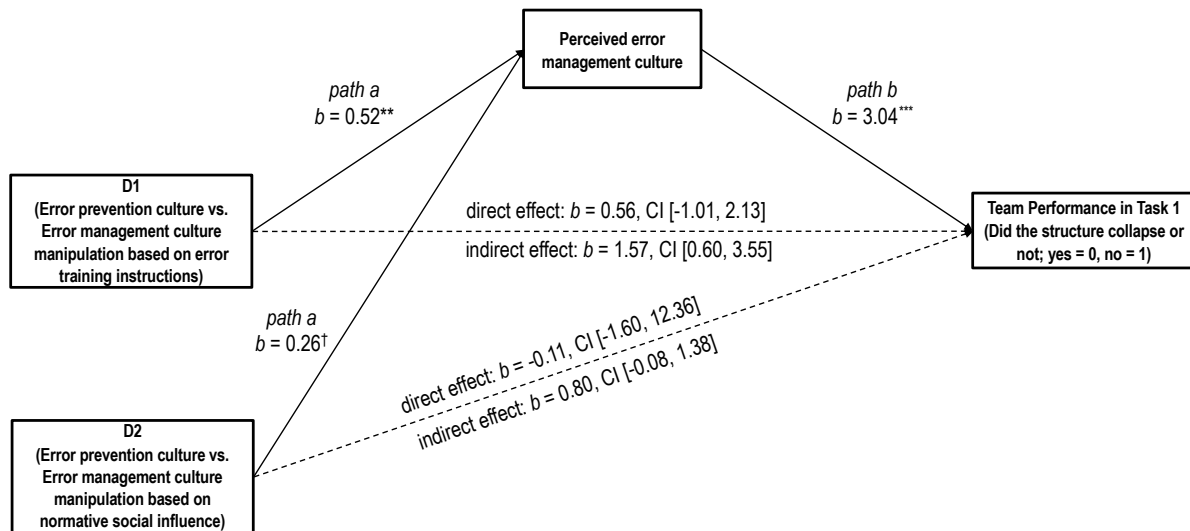 Perceived error
management culture
path a
b = 0.52**
path b
b = 3.04***
D1
(Error prevention culture vs.
Error management culture
manipulation based on error
training instructions)
direct effect: b = 0.56, CI [-1.01, 2.13]
indirect effect: b = 1.57, CI [0.60, 3.55]
Team Performance in Task 1
(Did the structure collapse or
not; yes = 0, no = 1)
path a
b = 0.26†
direct effect: b = -0.11, CI [-1.60, 12.36]
indirect effect: b = 0.80, CI [-0.08, 1.38]
D2
(Error prevention culture vs.
Error management culture
manipulation based on
normative social influence)